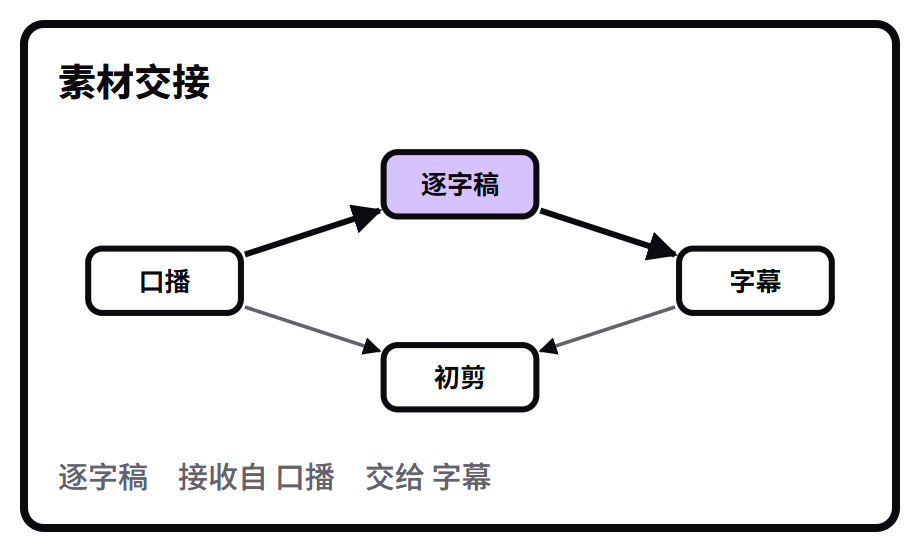 素材交接
逐字稿
口播
字幕
初剪
逐字稿 接收自 口播 交给 字幕